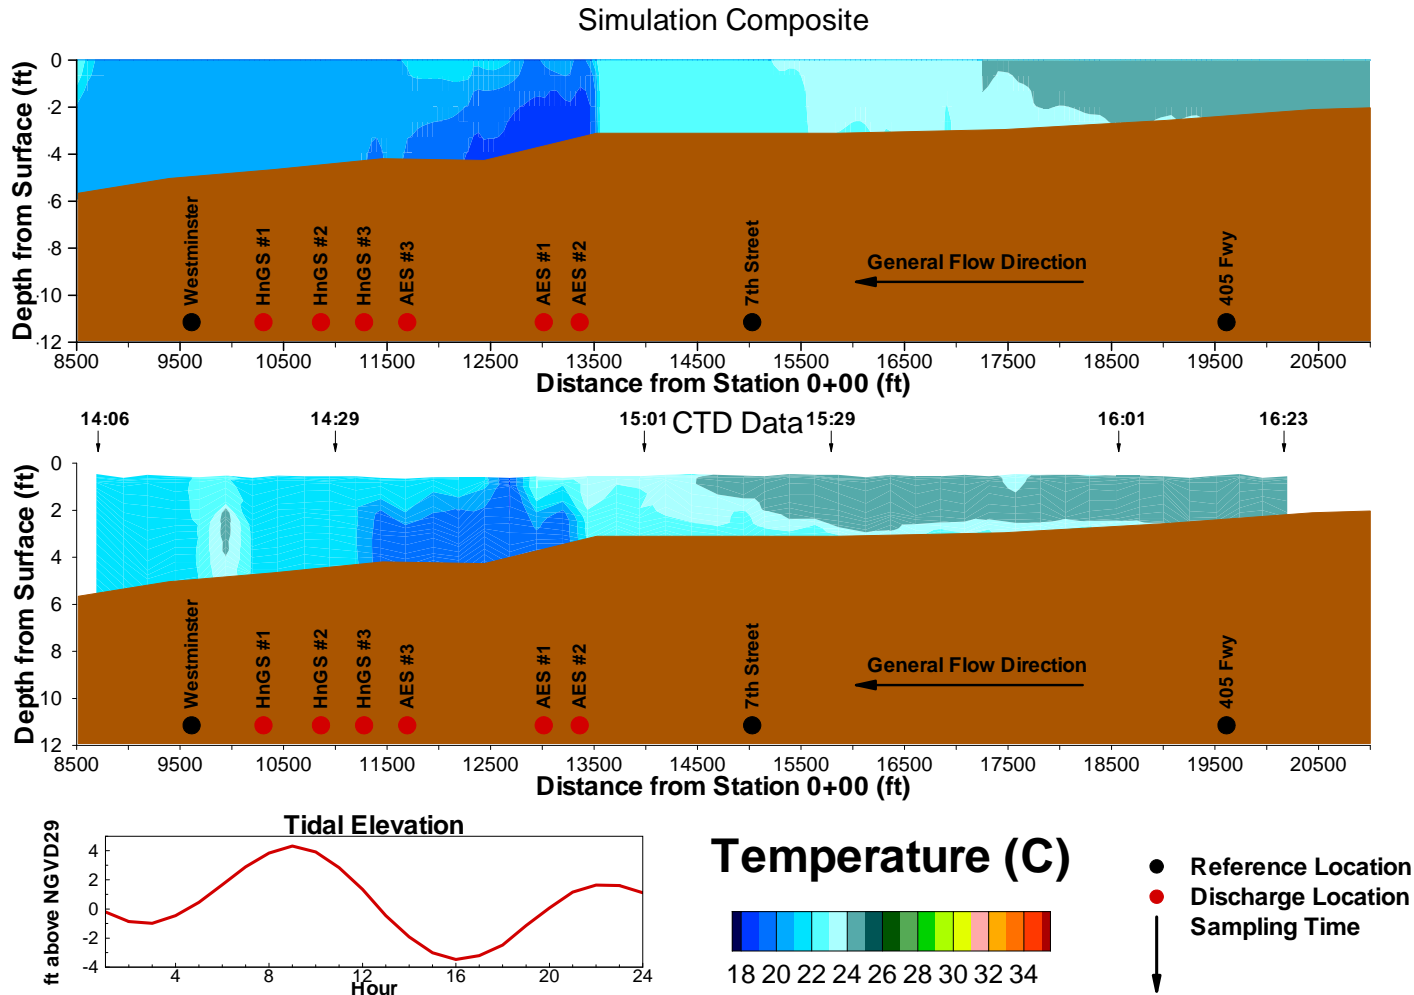 Simulation Composite
Depth from Surface (ft)
0
-2
-4
-6
-8
-10
-12
Westminster
HnGS #1
HnGS #2
HnGS #3
AES #3
AES #1
AES #2
7th Street
General Flow Direction
405 Fwy
8500 9500 10500 11500 12500 13500 14500 15500 16500 17500 18500 19500 20500
Distance from Station 0+00 (ft)
14:06 14:29 15:01 CTD Data 15:29 16:01 16:23
Depth from Surface (ft)
0
2
4
6
8
10
12
Westminster
HnGS #1
HnGS #2
HnGS #3
AES #3
AES #1
AES #2
7th Street
General Flow Direction
405 Fwy
8500 9500 10500 11500 12500 13500 14500 15500 16500 17500 18500 19500 20500
Distance from Station 0+00 (ft)
Tidal Elevation
ft above NGVD29
4
2
0
-2
-4
4 8 12 16 20 24
Hour
Temperature (C)
18 20 22 24 26 28 30 32 34
Reference Location
Discharge Location
Sampling Time